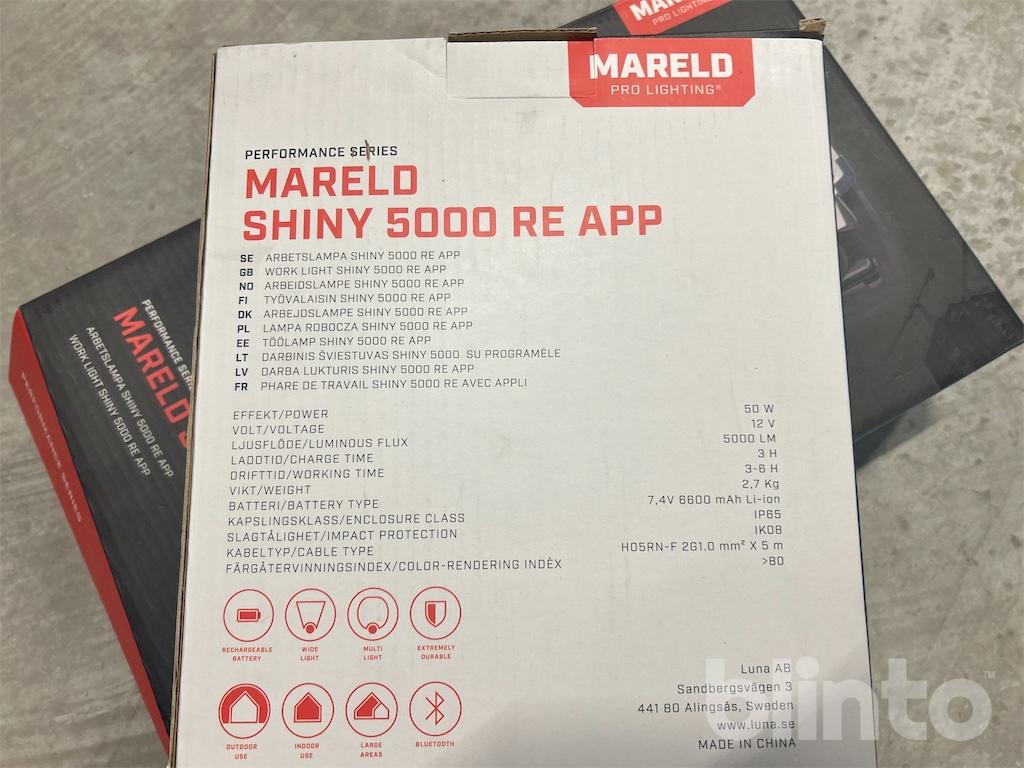 MARELD
PRO LIGHTING®
PRO LIGHTING
PERFORMANCE SERIES
MARELD
SHINY 5000 RE APP
SE ARBETSLAMPA SHINY 5000 RE APP
GB WORK LIGHT SHINY 5000 RE APP
NO ARBEIDSLAMPE SHINY 5000 RE APP
FI TYÖVALAISIN SHINY 5000 RE APP
DK ARBEJDSLAMPE SHINY 5000 RE APP
PL LAMPA ROBOCZA SHINY 5000 RE APP
EE TÖÖLAMP SHINY 5000 RE APP
LT DARBINIS ŠVIESTUVAS SHINY 5000 SU PROGRAMĖLE
LV DARBA LUKTURIS SHINY 5000 RE APP
FR PHARE DE TRAVAIL SHINY 5000 RE AVEC APPLI
EFFEKT/POWER 50 W
VOLT/VOLTAGE 12 V
LJUSFLÖDE/LUMINOUS FLUX 5000 LM
LADDTID/CHARGE TIME 3 H
DRIFTTID/WORKING TIME 3-6 H
VIKT/WEIGHT 2,7 Kg
BATTERI/BATTERY TYPE 7,4V 6600 mAh Li-ion
KAPSLINGSKLASS/ENCLOSURE CLASS IP65
SLAGTÅLIGHET/IMPACT PROTECTION IK08
KABELTYP/CABLE TYPE H05RN-F 2G1.0 mm² X 5 m
FÄRGÅTERVINNINGSINDEX/COLOR-RENDERING INDEX >80
RECHARGEABLE BATTERY
WIDE LIGHT
MULTI LIGHT
EXTREMELY DURABLE
OUTDOOR USE
INDOOR USE
LARGE AREAS
BLUETOOTH
Luna AB
Sandbergsvägen 3
441 80 Alingsås, Sweden
www.luna.se
MADE IN CHINA
PERFORMANCE SERIES
MARELD
ARBETSLAMPA SHINY 5000 RE APP
WORK LIGHT SHINY 5000 RE APP
PERFORMANCE SERIES
blinto™